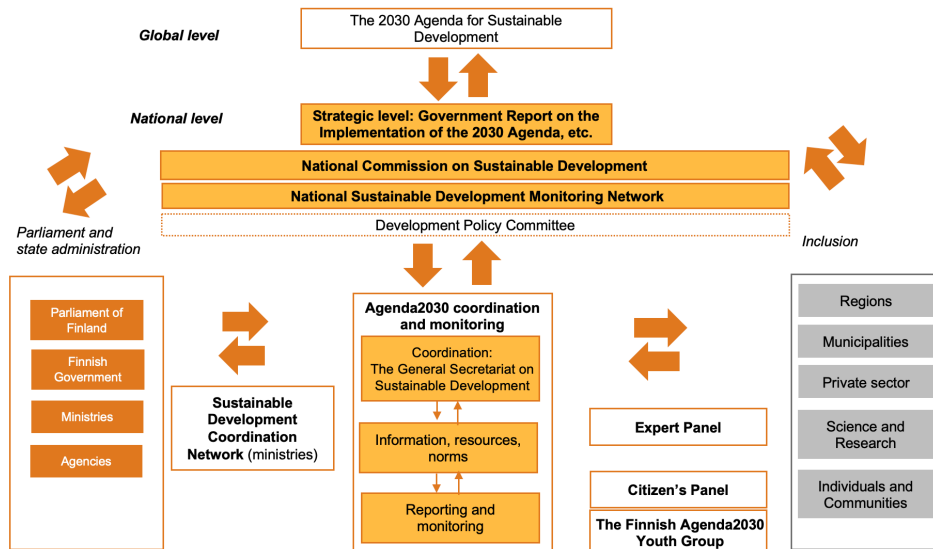 Global level
The 2030 Agenda for Sustainable
Development
National level
Strategic level: Government Report on the
Implementation of the 2030 Agenda, etc.
National Commission on Sustainable Development
National Sustainable Development Monitoring Network
Development Policy Committee
Parliament and
state administration
Inclusion
Parliament of
Finland
Finnish
Government
Ministries
Agencies
Sustainable
Development
Coordination
Network (ministries)
Agenda2030 coordination
and monitoring
Coordination:
The General Secretariat on
Sustainable Development
Information, resources,
norms
Reporting and
monitoring
Expert Panel
Citizen's Panel
The Finnish Agenda2030
Youth Group
Regions
Municipalities
Private sector
Science and
Research
Individuals and
Communities